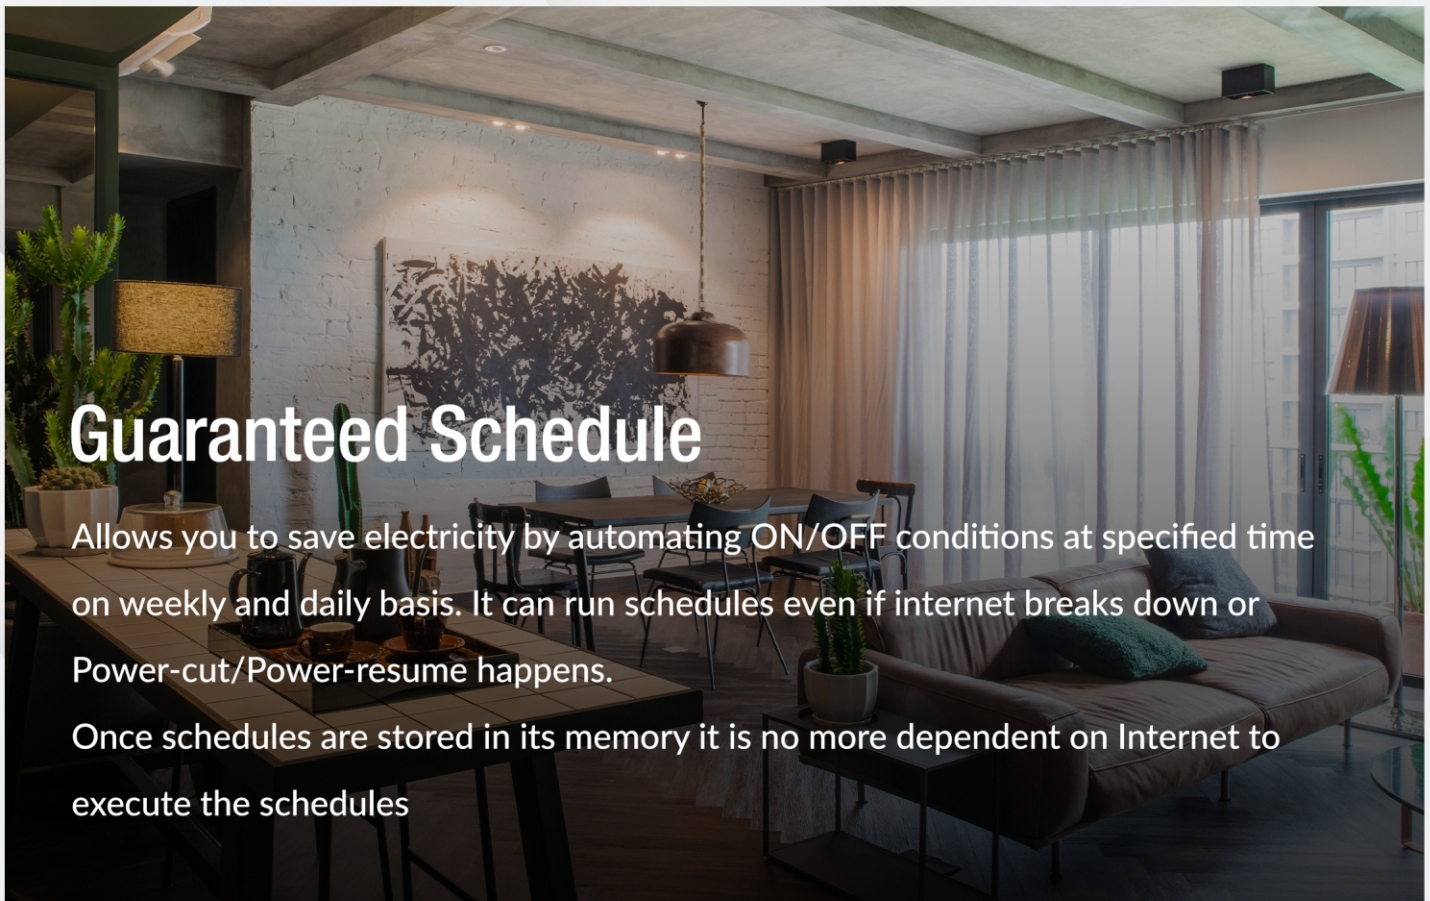 Guaranteed Schedule
Allows you to save electricity by automating ON/OFF conditions at specified time
on weekly and daily basis. It can run schedules even if internet breaks down or
Power-cut/Power-resume happens.
Once schedules are stored in its memory it is no more dependent on Internet to
execute the schedules